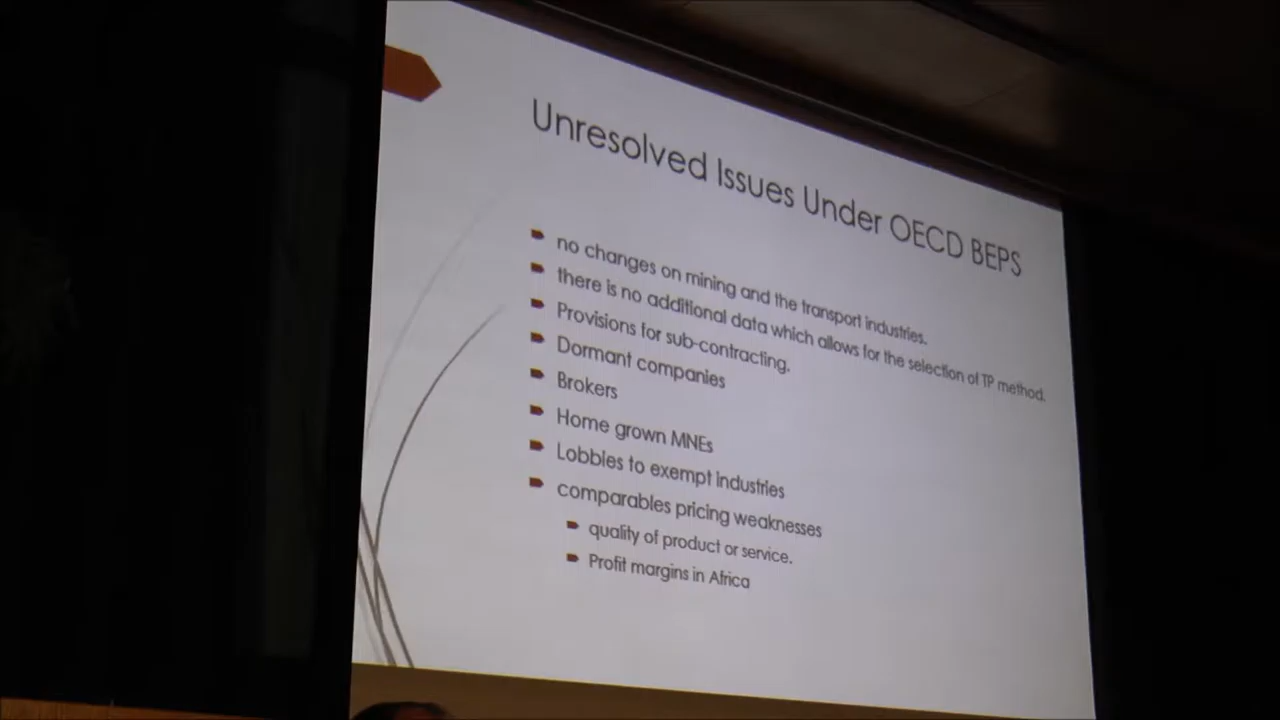 Unresolved Issues Under OECD BEPS
no changes on mining and the transport industries.
there is no additional data which allows for the selection of TP method.
Provisions for sub-contracting.
Dormant companies
Brokers
Home grown MNEs
Lobbies to exempt industries
comparables pricing weaknesses
quality of product or service.
Profit margins in Africa